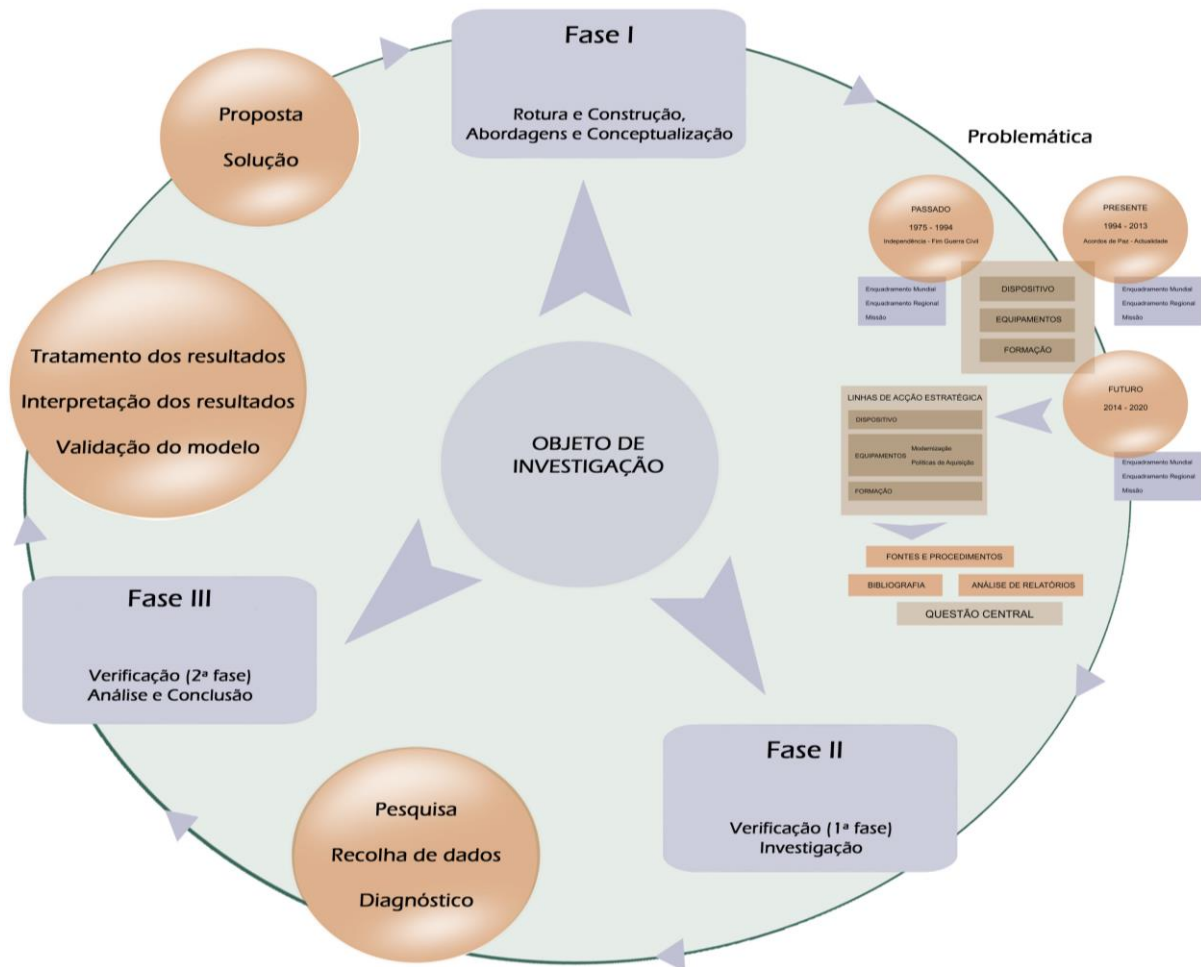 Fase I
Rotura e Construção,
Abordagens e Conceptualização
Proposta
Solução
Problemática
PASSADO
1975 - 1994
Independência - Fim Guerra Civil
PRESENTE
1994 - 2013
Acordos de Paz - Actualidade
Enquadramento Mundial
Enquadramento Regional
Missão
DISPOSITIVO
EQUIPAMENTOS
FORMAÇÃO
Enquadramento Mundial
Enquadramento Regional
Missão
FUTURO
2014 - 2020
Enquadramento Mundial
Enquadramento Regional
Missão
LINHAS DE ACÇÃO ESTRATÉGICA
DISPOSITIVO
EQUIPAMENTOS
Modernização
Políticas da Aquisição
FORMAÇÃO
FONTES E PROCEDIMENTOS
BIBLIOGRAFIA
ANÁLISE DE RELATÓRIOS
QUESTÃO CENTRAL
OBJETO DE
INVESTIGAÇÃO
Tratamento dos resultados
Interpretação dos resultados
Validação do modelo
Fase III
Verificação (2ª fase)
Análise e Conclusão
Fase II
Verificação (1ª fase)
Investigação
Pesquisa
Recolha de dados
Diagnóstico